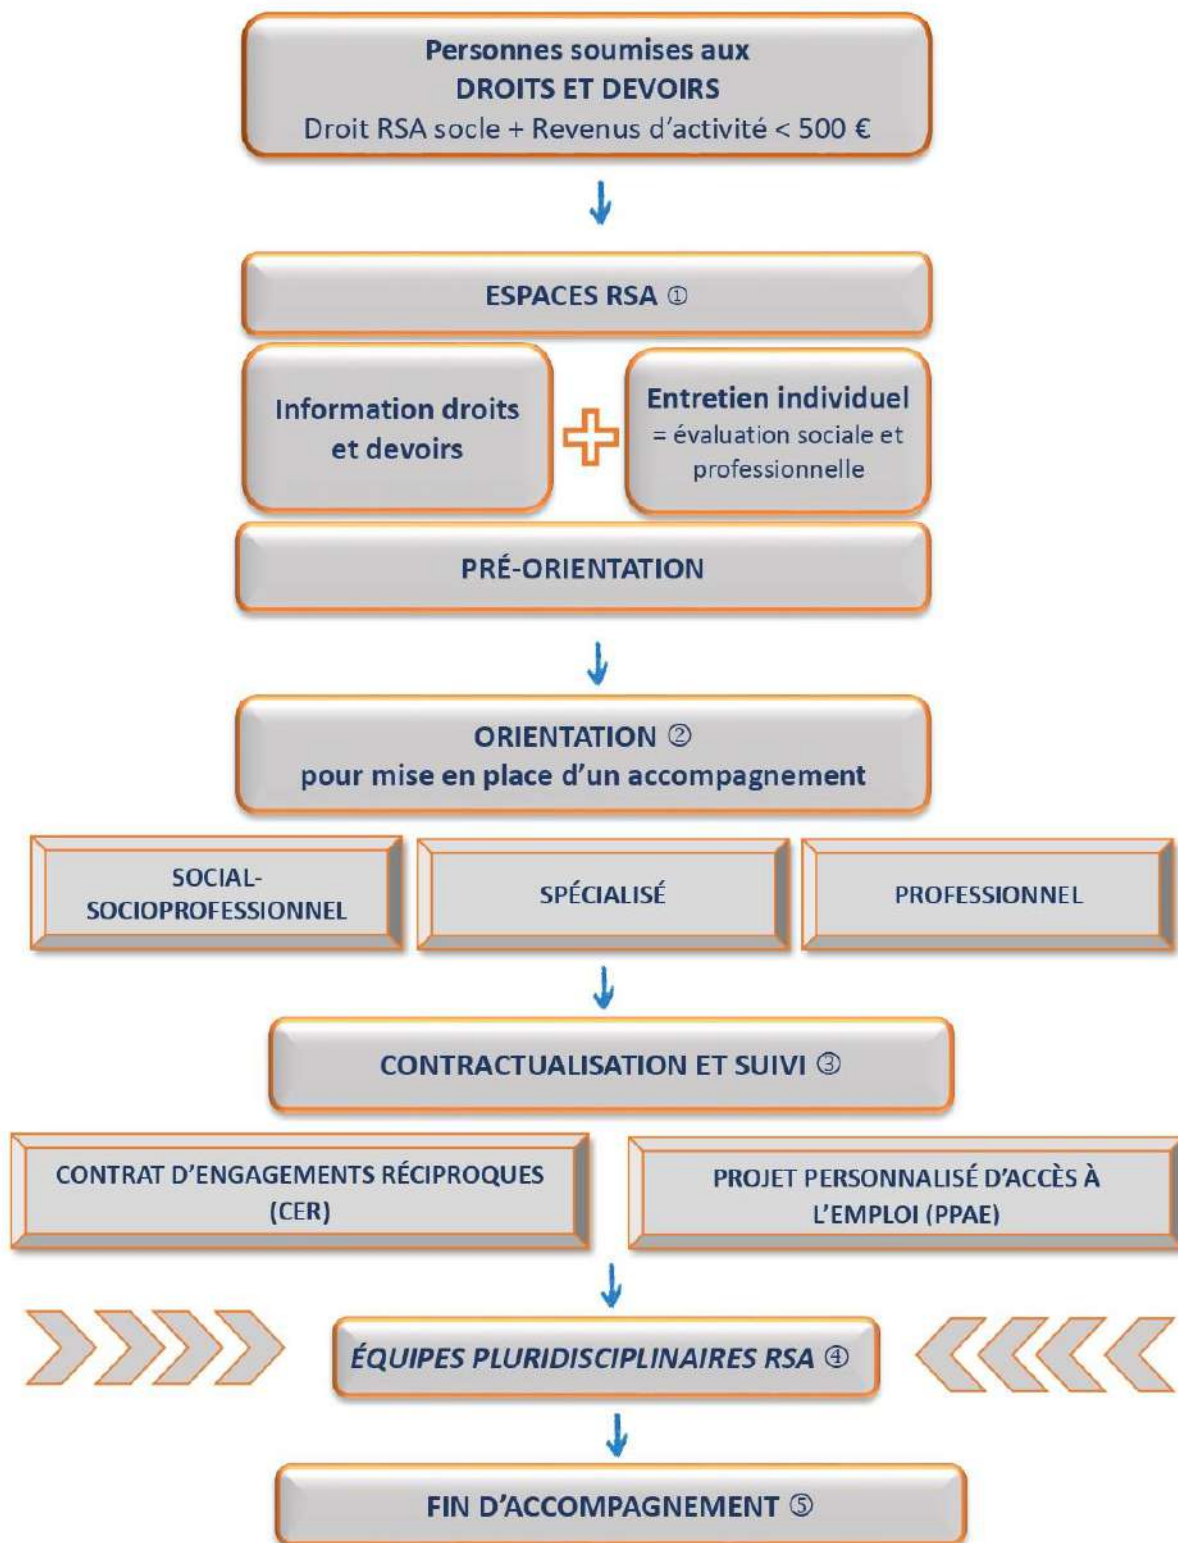 Personnes soumises aux
DROITS ET DEVOIRS
Droit RSA socle + Revenus d'activité < 500 €
ESPACES RSA ①
Information droits
et devoirs
Entretien individuel
= évaluation sociale et
professionnelle
PRÉ-ORIENTATION
ORIENTATION ②
pour mise en place d'un accompagnement
SOCIAL-
SOCIOPROFESSIONNEL
SPÉCIALISÉ
PROFESSIONNEL
CONTRACTUALISATION ET SUIVI ③
CONTRAT D'ENGAGEMENTS RÉCIPROQUES
(CER)
PROJET PERSONNALISÉ D'ACCÈS À
L'EMPLOI (PPAE)
ÉQUIPES PLURIDISCIPLINAIRES RSA ④
FIN D'ACCOMPAGNEMENT ⑤